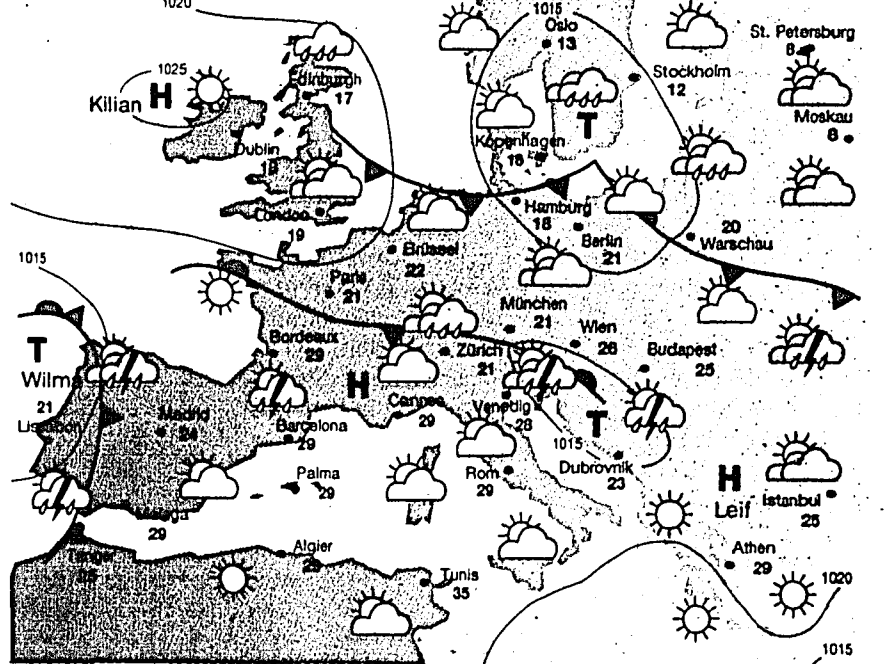 1020
1015
Oslo
13
St. Petersburg
8
1025
Kilian H
Edinburgh
17
Stockholm
12
Moskau
8
T
Kopenhagen
18
Dublin
London
19
Hamburg
18
Berlin
21
20
Warschau
Brüssel
22
1015
Paris
21
München
21
Wien
26
Bordeaux
29
Zürich
21
Budapest
25
T
Wilma
21
Lissabon
H
Cannes
29
Venedig
28
T
1015
Madrid
24
Barcelona
29
Dubrovnik
23
Palma
29
Rom
29
H
Leif
Istanbul
25
Malaga
29
Tanger
Algier
Athen
29
Tunis
35
1020
1015